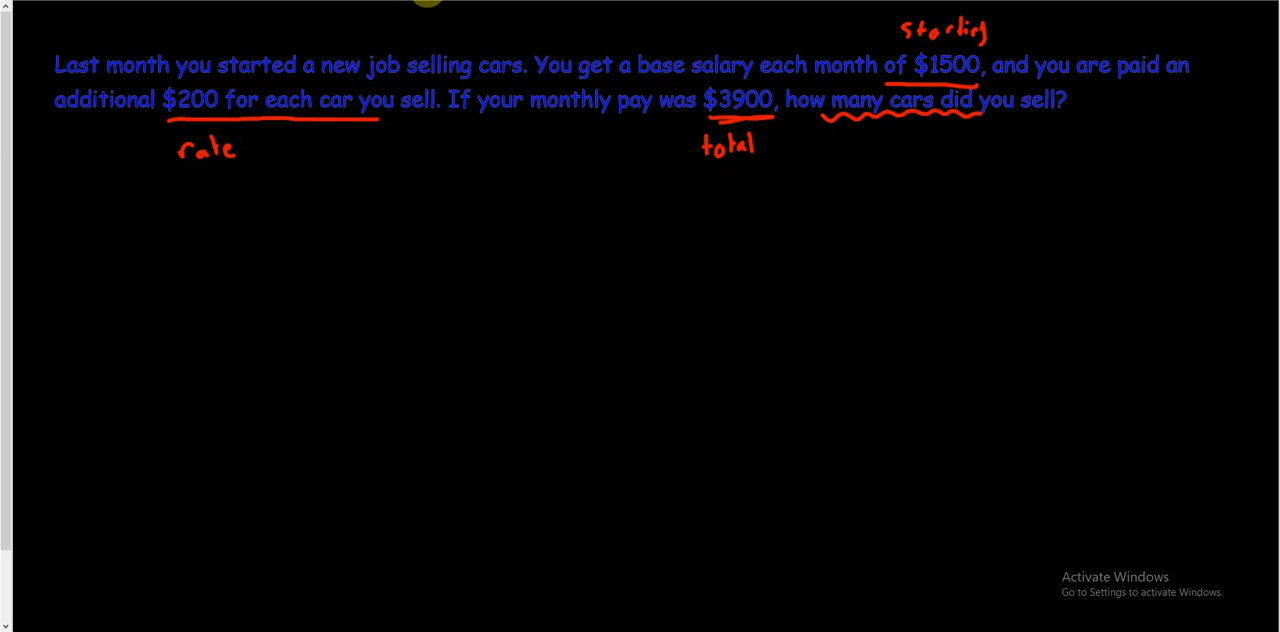 starting
Last month you started a new job selling cars. You get a base salary each month of $1500, and you are paid an
additional $200 for each car you sell. If your monthly pay was $3900, how many cars did you sell?
rate
total
Activate Windows
Go to Settings to activate Windows.